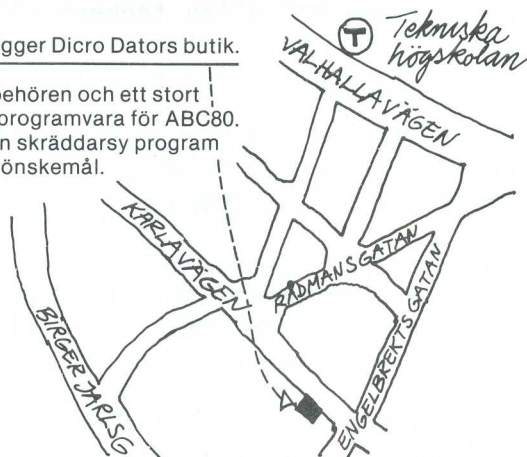 gger Dicro Dators butik.
behören och ett stort
programvara för ABC80.
n skräddarsy program
önskemål.
T
Tekniska
högskolan
VALHALLAVÄGEN
KARLAVÄGEN
RÅDMANSGATAN
BIRGER JARLSG
ENGELBREKTSGATAN